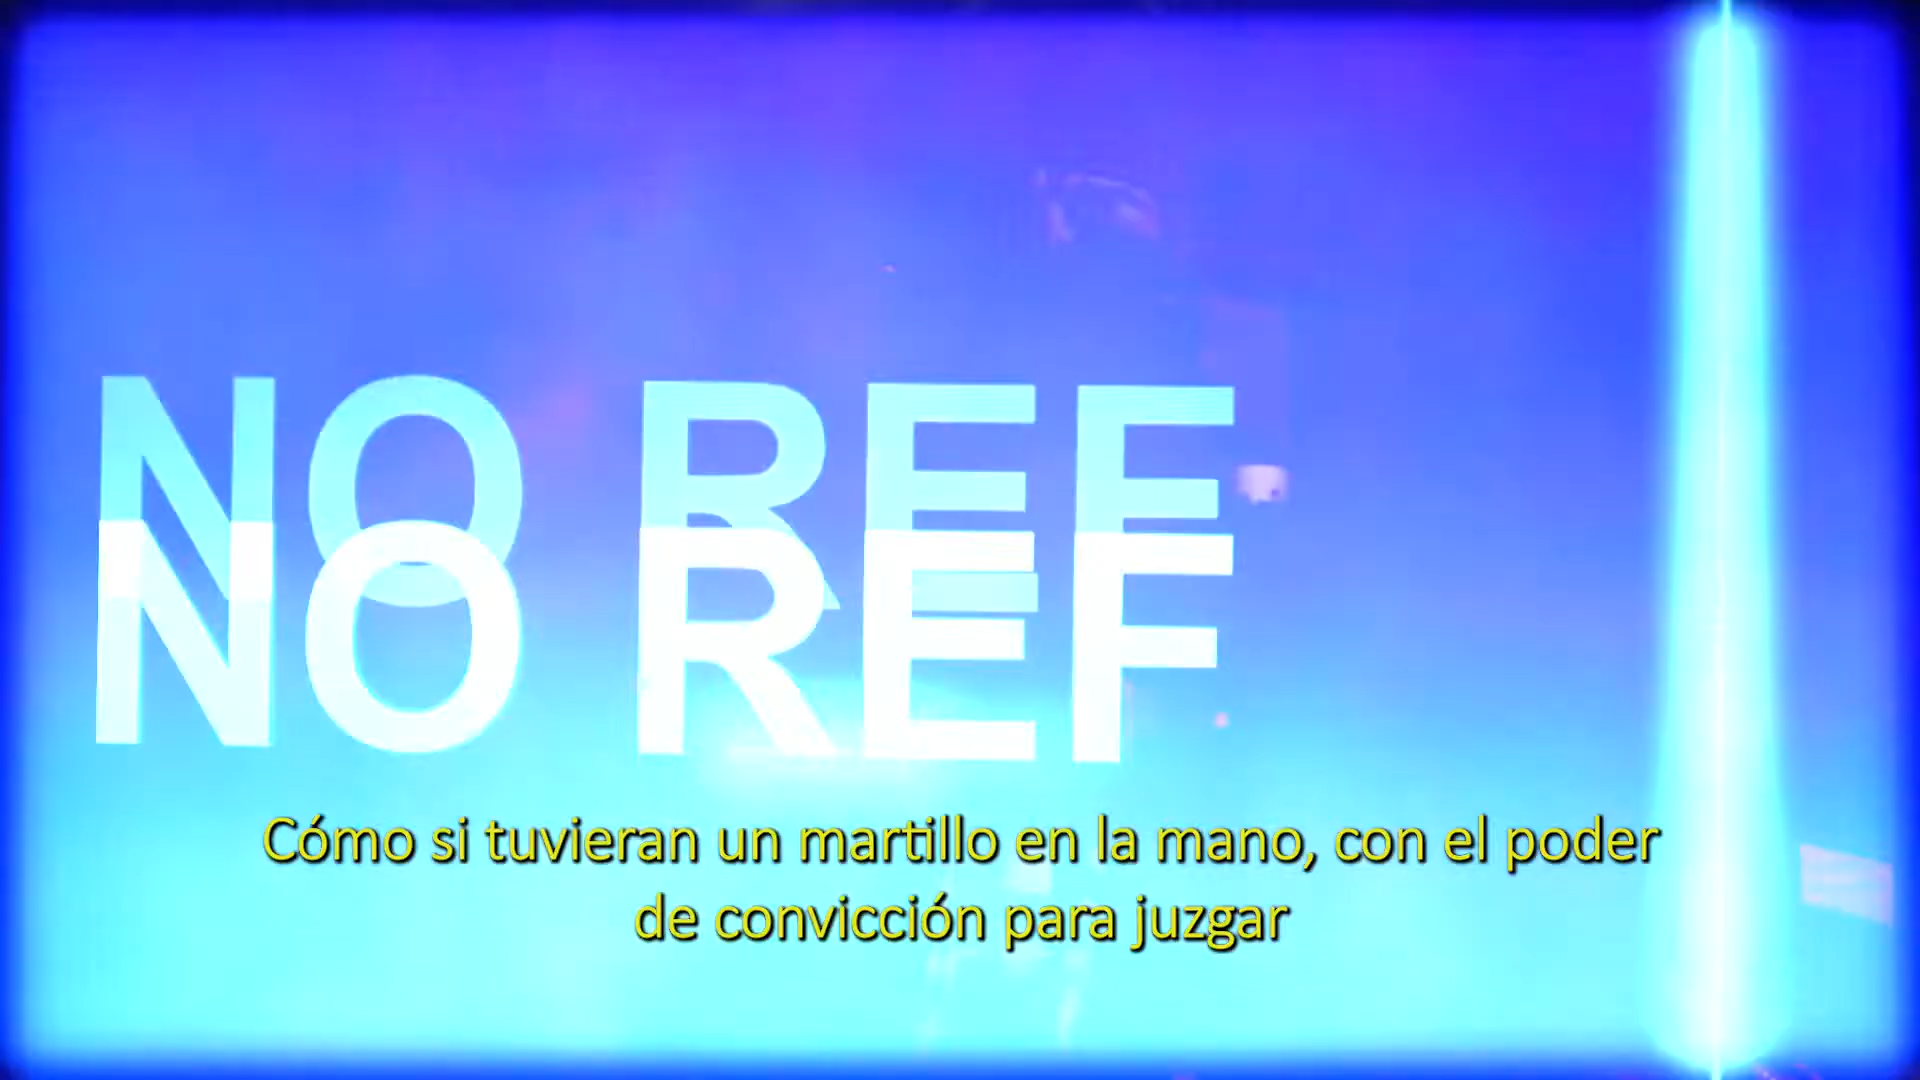 NO REF
NO REF
Cómo si tuvieran un martillo en la mano, con el poder
de convicción para juzgar